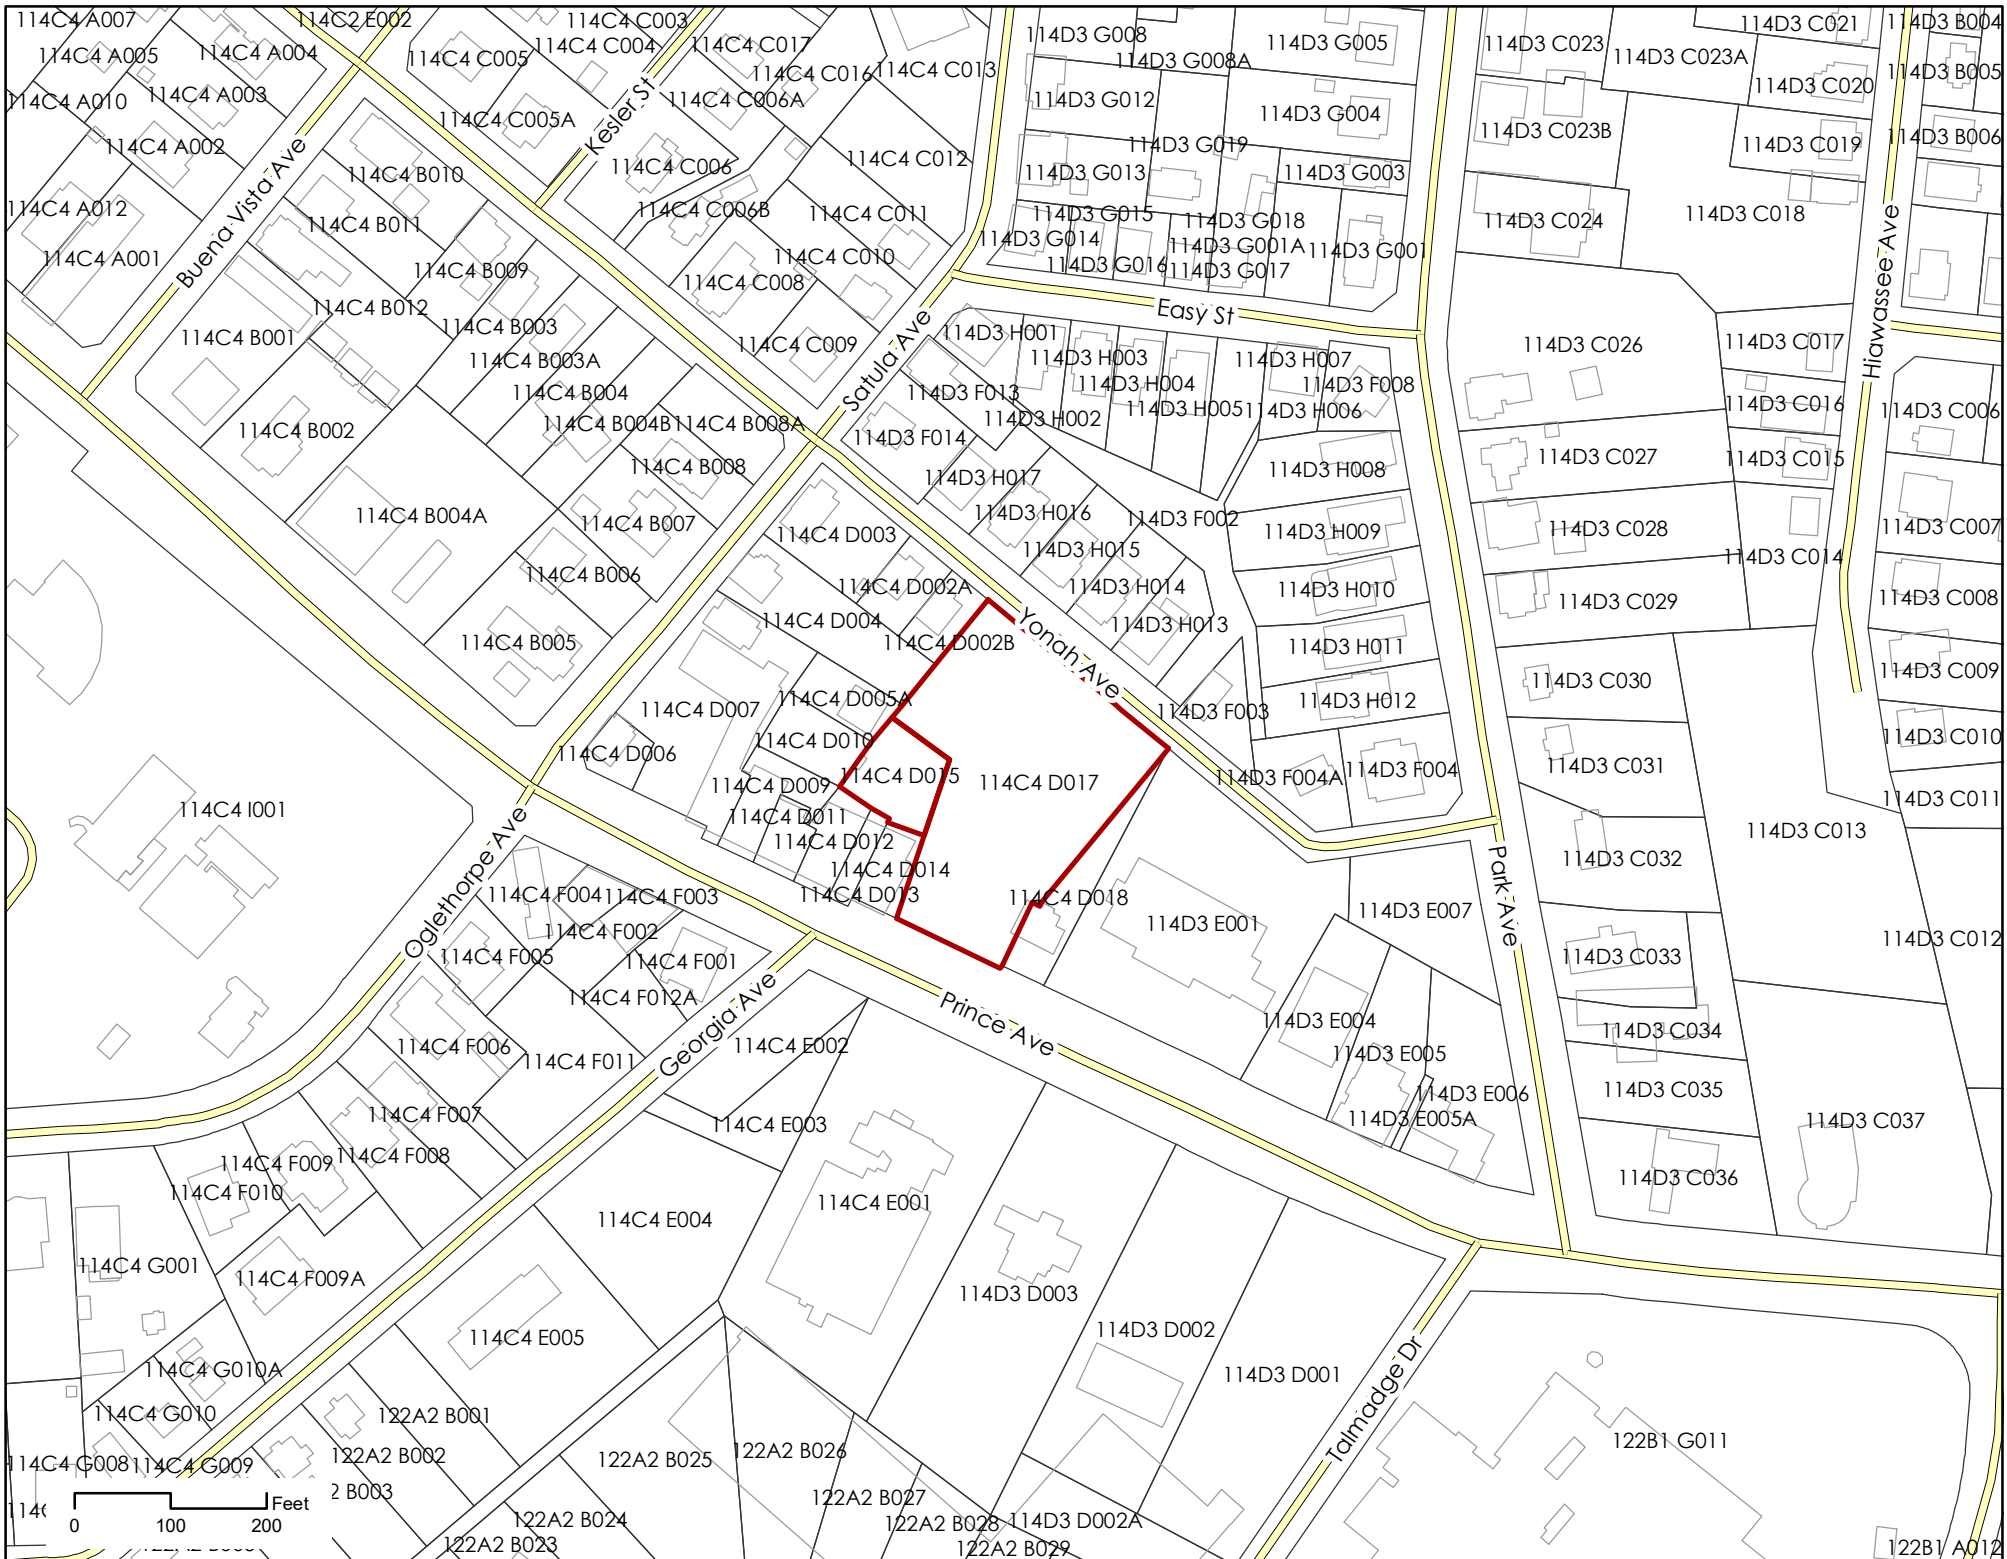 114C4 A007
114C2 E002
114C4 C003
114C4 C004
114C4 C017
114D3 G008
114D3 G005
114D3 C023
114D3 C021
114D3 B004
114C4 A005
114C4 A004
114C4 C005
114C4 C016
114C4 C013
114D3 G008A
114D3 C023A
114D3 C020
114D3 B005
114C4 A010
114C4 A003
114C4 C005A
Kesler St
114C4 C006A
114D3 G012
114D3 G004
114D3 C023B
114D3 C019
114D3 B006
114C4 A002
114C4 B010
114C4 C006
114C4 C012
114D3 G019
114D3 G013
114D3 G003
114C4 A012
Buena Vista Ave
114C4 B011
114C4 C006B
114C4 C011
114D3 G015
114D3 G014
114D3 G018
114D3 C024
114D3 C018
114C4 A001
114C4 B009
114C4 C008
114C4 C010
114D3 G016
114D3 G001A
114D3 G017
114D3 G001
Hiawassee Ave
114C4 B012
114C4 B001
114C4 B003
114C4 B003A
114C4 C009
Satula Ave
114D3 H001
Easy St
114D3 H003
114D3 H007
114D3 C026
114D3 C017
114C4 B002
114C4 B004
114C4 B004B
114C4 B008A
114D3 F013
114D3 H002
114D3 H004
114D3 H005
114D3 H006
114D3 F008
114D3 C016
114D3 C006
114D3 F014
114C4 B008
114D3 H017
114D3 H008
114D3 C027
114D3 C015
114C4 B004A
114C4 B007
114C4 D003
114D3 H016
114D3 F002
114D3 H009
114D3 C028
114D3 C007
114C4 B006
114C4 D002A
114D3 H015
114D3 H014
114D3 H010
114D3 C014
114D3 C029
114D3 C008
114C4 B005
114C4 D004
114C4 D002B
Yonah Ave
114D3 H013
114D3 H011
114D3 C030
114D3 C009
114C4 D007
114C4 D005A
114D3 F003
114D3 H012
114C4 D006
114C4 D010
114C4 D009
114C4 D015
114C4 D017
114D3 F004A
114D3 F004
114D3 C031
114D3 C010
114D3 C011
114C4 I001
114C4 D011
114C4 D012
114C4 D014
114C4 D013
114C4 D018
114D3 C032
114D3 C013
Oglethorpe Ave
114C4 F004
114C4 F003
114C4 F002
114D3 E001
114D3 E007
Park Ave
114D3 C012
114C4 F005
114C4 F001
114D3 C033
114C4 F012A
Georgia Ave
Prince Ave
114D3 E004
114C4 F006
114C4 F011
114C4 E002
114D3 E005
114D3 C034
114C4 F007
114C4 E003
114D3 E006
114D3 E005A
114D3 C035
114D3 C037
114C4 F009
114C4 F008
114C4 F010
114C4 E001
114D3 C036
114C4 E004
114C4 G001
114C4 F009A
114D3 D003
114C4 E005
114D3 D002
114C4 G010A
114D3 D001
Talmadge Dr
114C4 G010
122A2 B001
122A2 B002
122A2 B025
122A2 B026
122B1 G011
114C4 G008
114C4 G009
B003
122A2 B027
Feet
0 100 200
122A2 B024
122A2 B023
122A2 B028
122A2 B029
114D3 D002A
122B1 A012